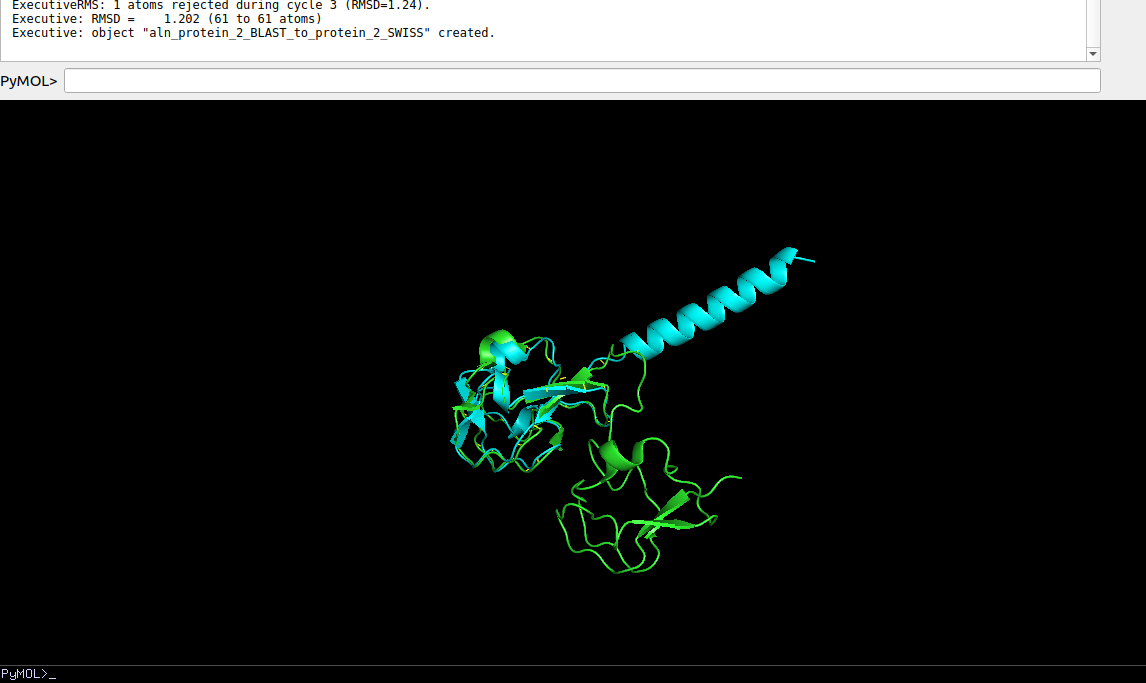 ExecutiveRMS: 1 atoms rejected during cycle 3 (RMSD=1.24).
Executive: RMSD =    1.202 (61 to 61 atoms)
Executive: object "aln_protein_2_BLAST_to_protein_2_SWISS" created.
PyMOL>
PyMOL>_